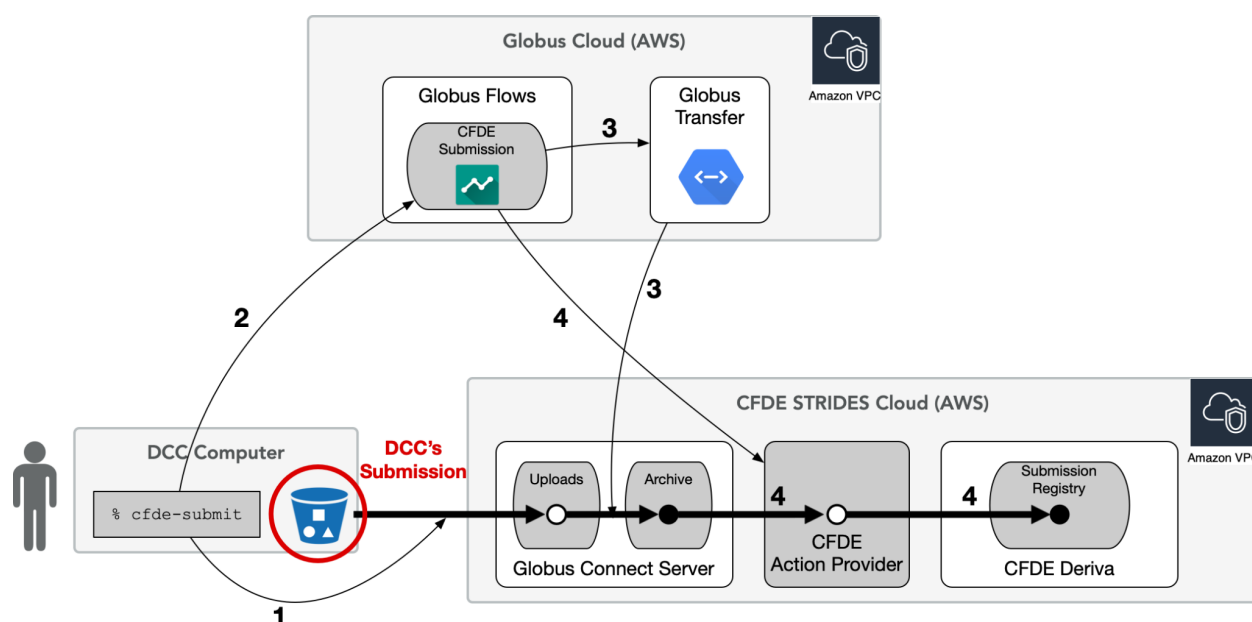 Globus Cloud (AWS)
Amazon VPC
Globus Flows
CFDE
Submission
3
Globus
Transfer
2
4
3
CFDE STRIDES Cloud (AWS)
Amazon VPC
DCC Computer
% cfde-submit
DCC's
Submission
Uploads
Archive
4
4
Submission
Registry
Globus Connect Server
CFDE
Action Provider
CFDE Deriva
1